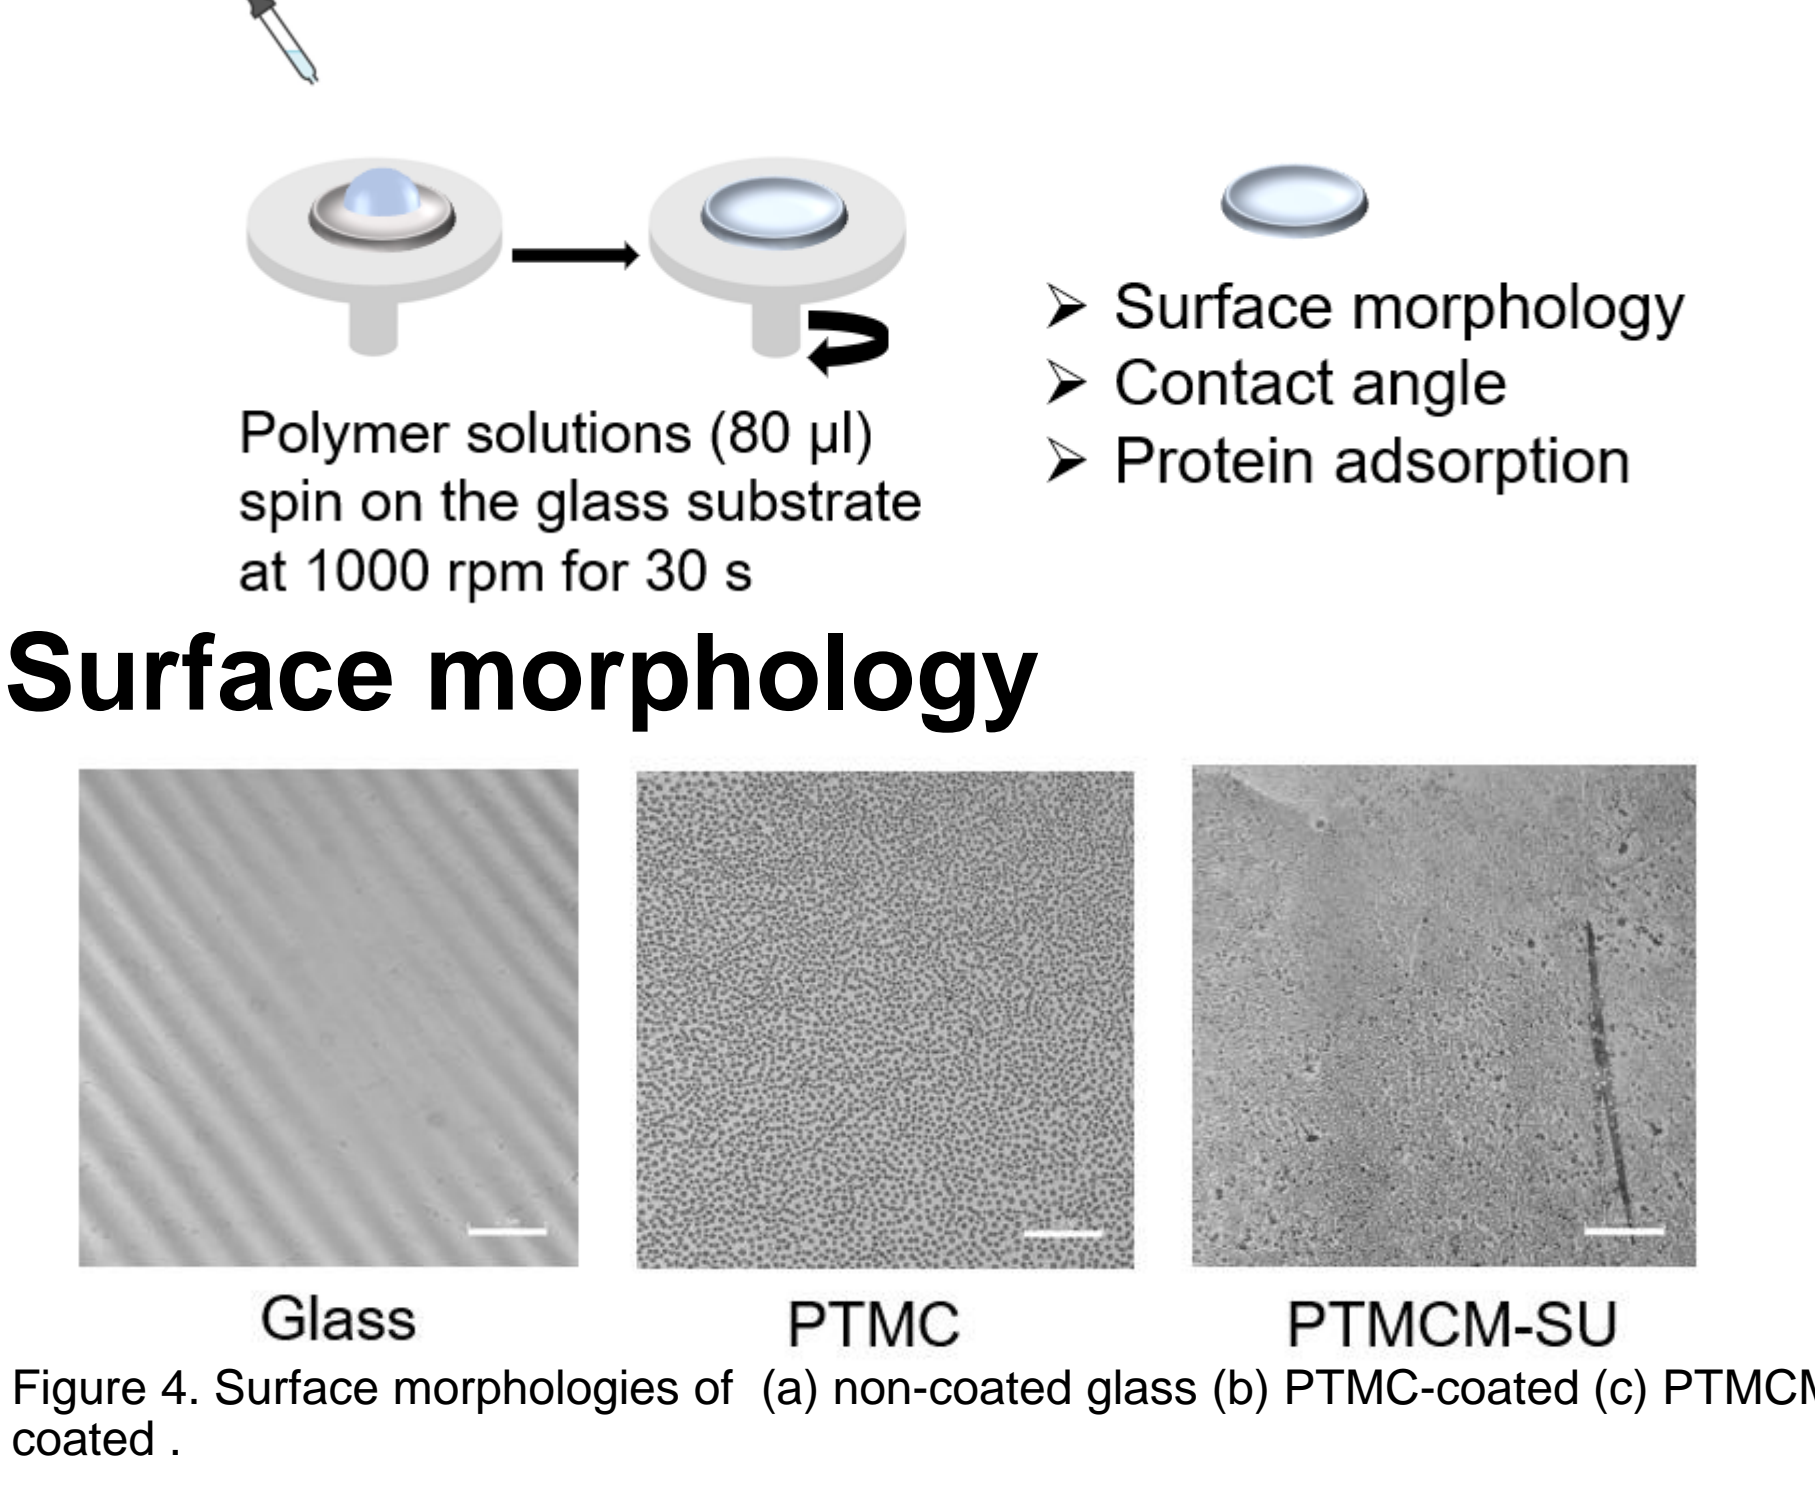 Polymer solutions (80 µl)
spin on the glass substrate
at 1000 rpm for 30 s
➢ Surface morphology
➢ Contact angle
➢ Protein adsorption
Surface morphology
Glass
PTMC
PTMCM-SU
Figure 4. Surface morphologies of (a) non-coated glass (b) PTMC-coated (c) PTMCM
coated .